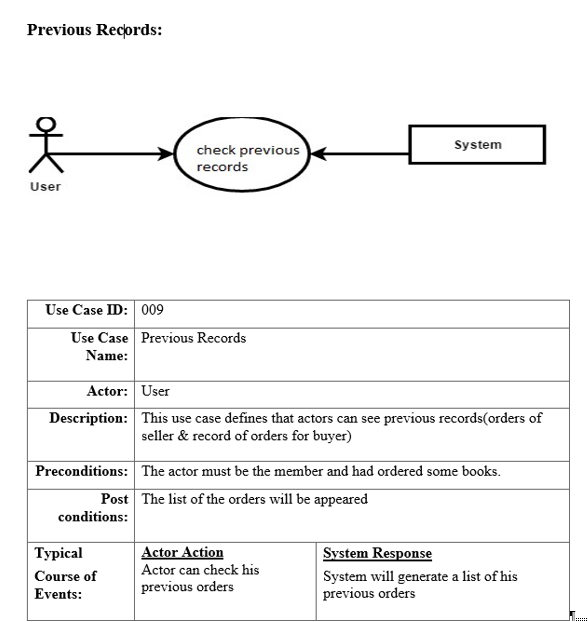 Previous Records:
check previous
records
System
User
Use Case ID: 009
Use Case Previous Records
Name:
Actor: User
Description: This use case defines that actors can see previous records(orders of
seller & record of orders for buyer)
Preconditions: The actor must be the member and had ordered some books.
Post The list of the orders will be appeared
conditions:
Typical Actor Action System Response
Course of Actor can check his System will generate a list of his
Events: previous orders previous orders